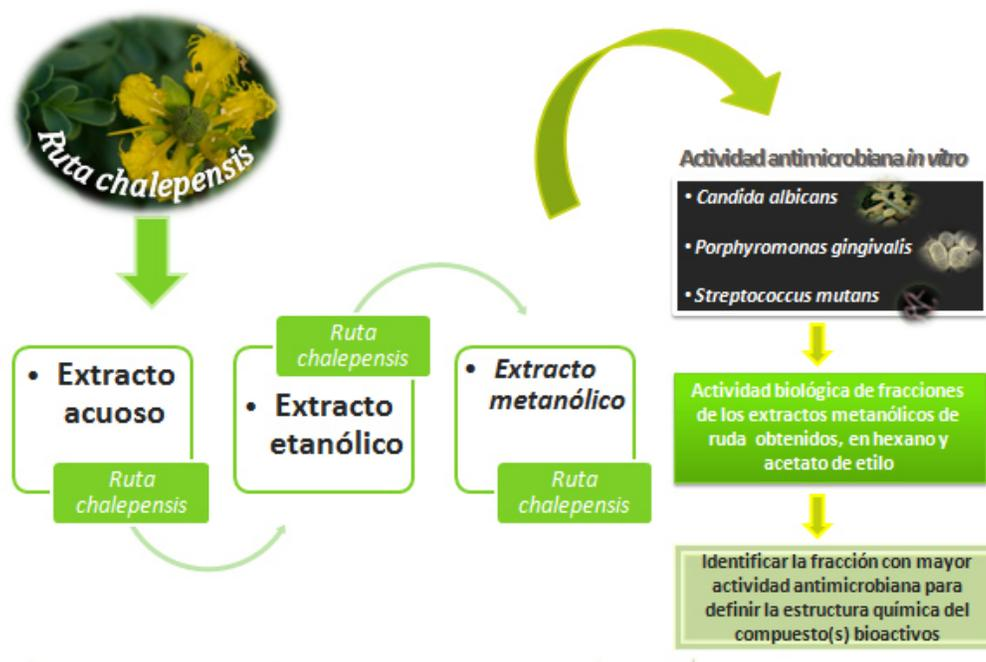 Ruta chalepensis
• Extracto
acuoso
Ruta
chalepensis
Ruta
chalepensis
• Extracto
etanólico
• Extracto
metanólico
Ruta
chalepensis
Actividad antimicrobiana in vitro
• Candida albicans
• Porphyromonas gingivalis
• Streptococcus mutans
Actividad biológica de fracciones
de los extractos metanólicos de
ruda obtenidos, en hexano y
acetato de etilo
Identificar la fracción con mayor
actividad antimicrobiana para
definir la estructura química del
compuesto(s) bioactivos